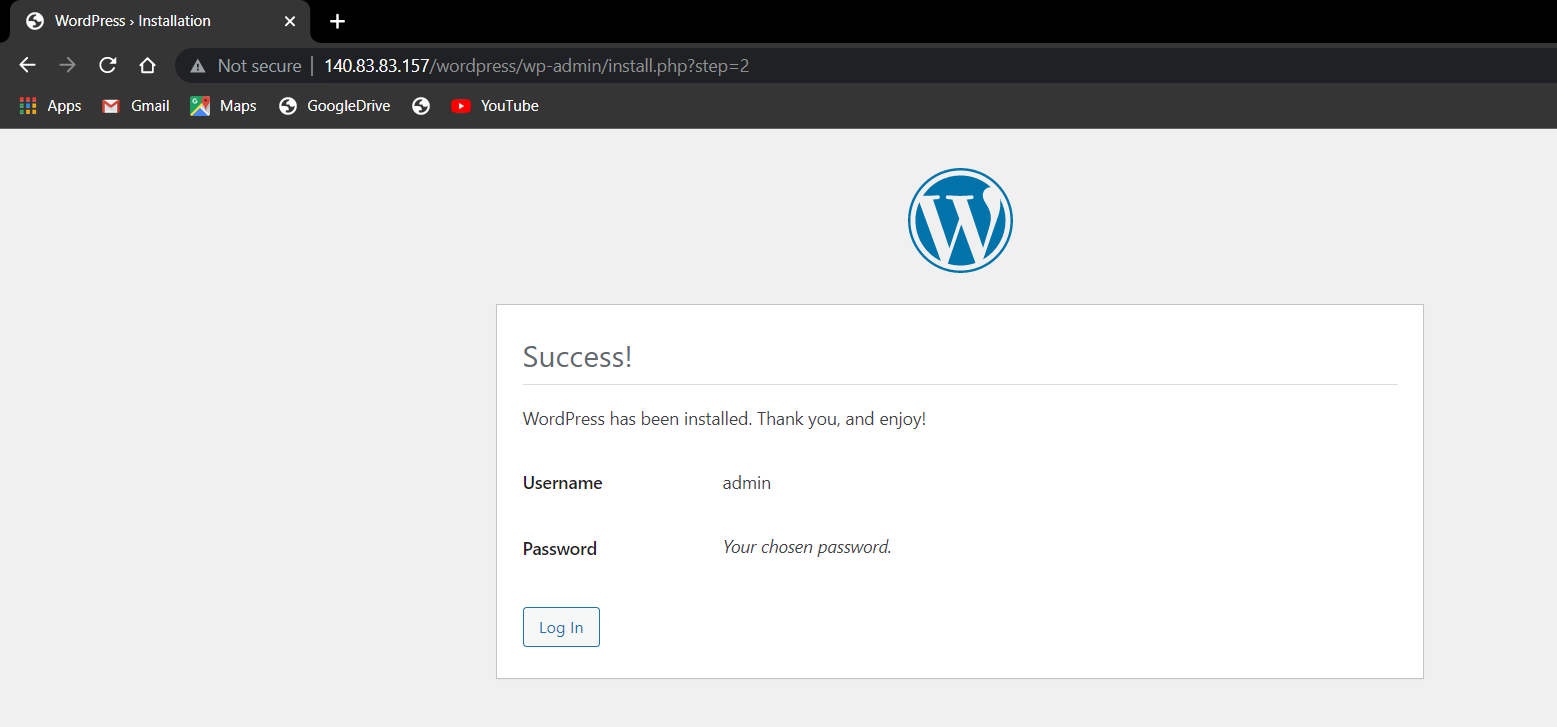 WordPress › Installation
Not secure | 140.83.83.157/wordpress/wp-admin/install.php?step=2
Apps Gmail Maps GoogleDrive YouTube
Success!
WordPress has been installed. Thank you, and enjoy!
Username admin
Password Your chosen password.
Log In